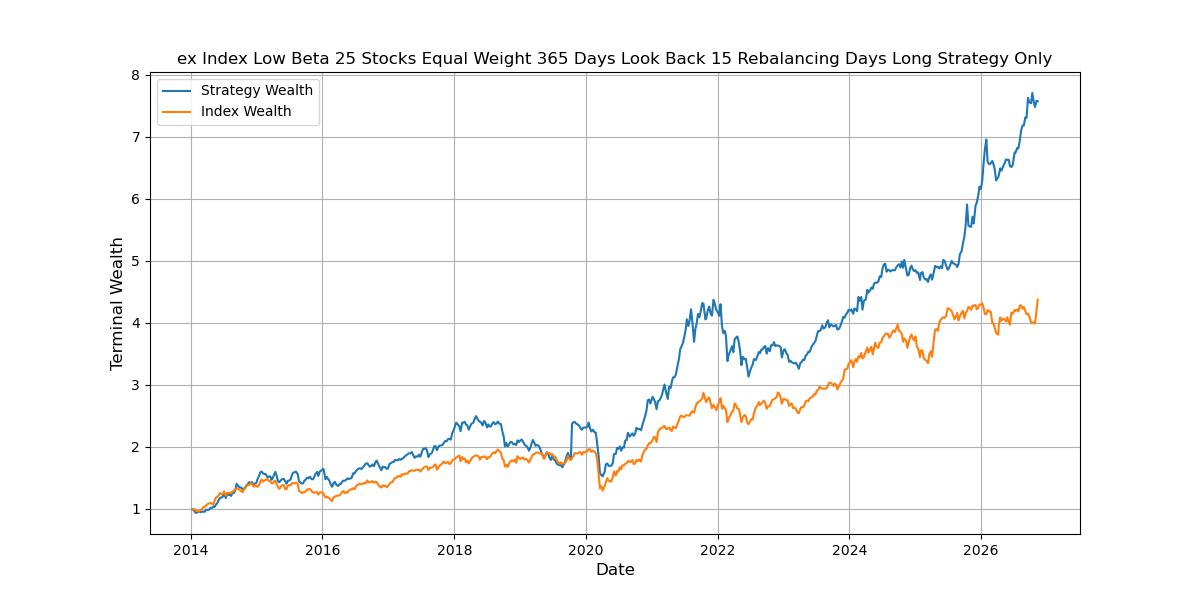 ex Index Low Beta 25 Stocks Equal Weight 365 Days Look Back 15 Rebalancing Days Long Strategy Only
Strategy Wealth
Index Wealth
Terminal Wealth
8
7
6
5
4
3
2
1
2014 2016 2018 2020 2022 2024 2026
Date